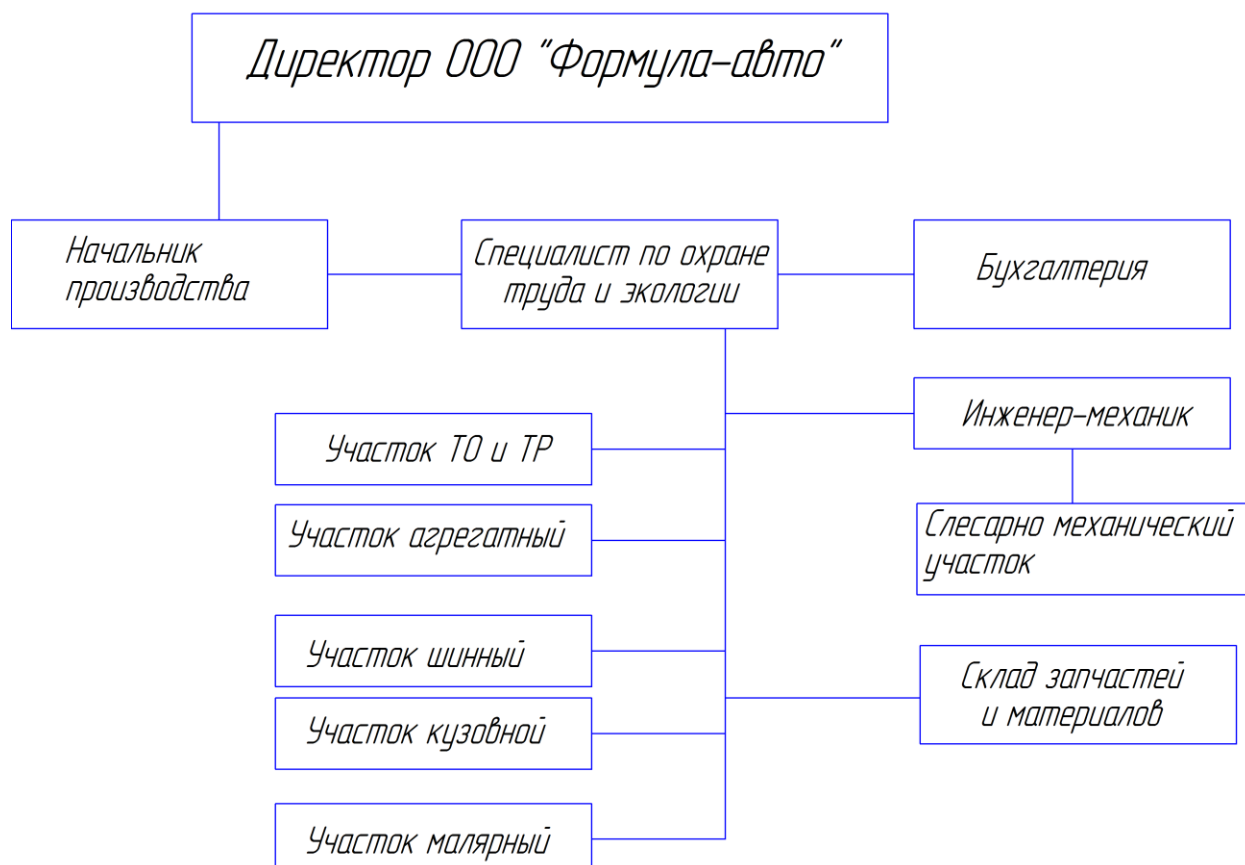 Директор ООО "Формула-авто"
Начальник
производства
Специалист по охране
труда и экологии
Бухгалтерия
Инженер-механик
Участок ТО и ТР
Участок агрегатный
Слесарно механический
участок
Участок шинный
Склад запчастей
и материалов
Участок кузовной
Участок малярный